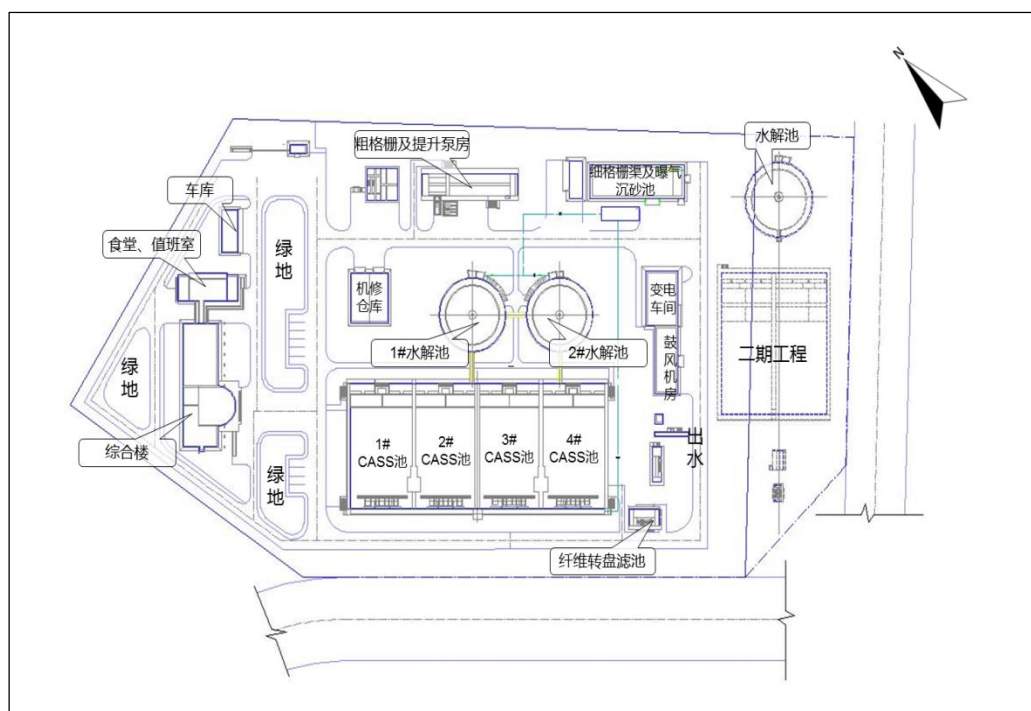 N
粗格栅及提升泵房
水解池
细格栅渠及曝气
沉砂池
车库
食堂、值班室
绿地
机修
仓库
变电
车间
1#水解池
2#水解池
鼓风机房
二期工程
绿地
综合楼
绿地
1#
CASS池
2#
CASS池
3#
CASS池
4#
CASS池
出水
纤维转盘滤池